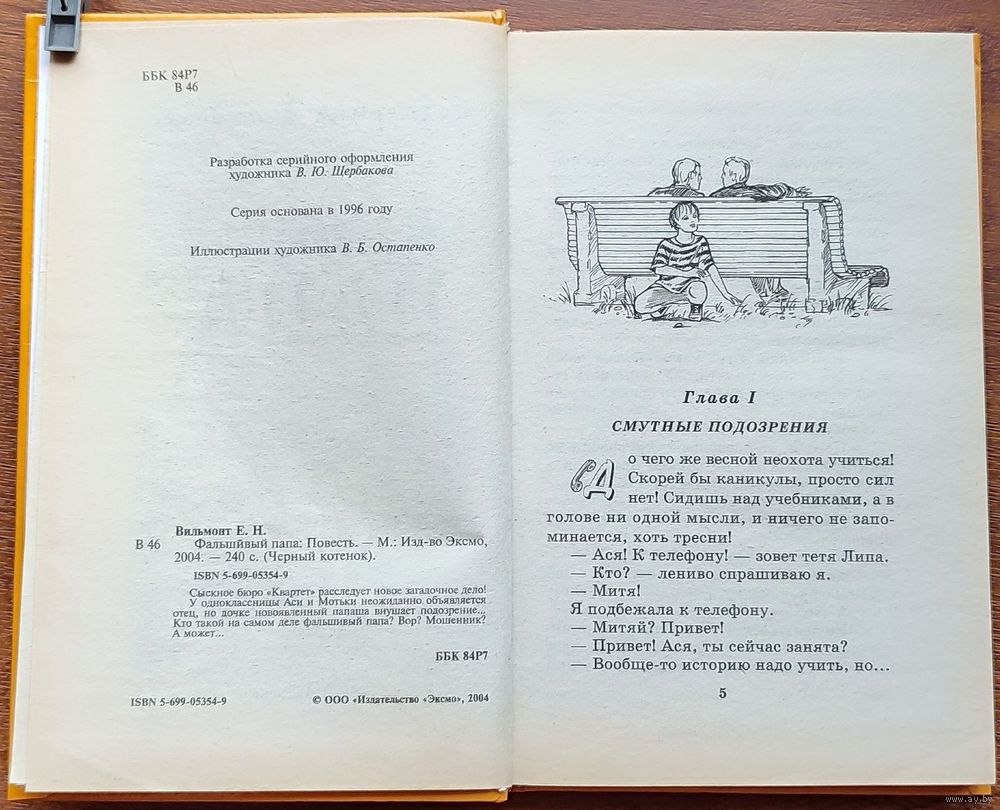 ББК 84Р7
В 46
Разработка серийного оформления
художника В. Ю. Щербакова
Серия основана в 1996 году
Иллюстрации художника В. Б. Остапенко
Вильмонт Е. Н.
В 46 Фальшивый папа: Повесть. — М.: Изд-во Эксмо,
2004. — 240 с. (Черный котенок).
ISBN 5-699-05354-9
Сыскное бюро «Квартет» расследует новое загадочное дело!
У одноклассницы Аси и Мотьки неожиданно объявляется
отец, но дочке новоявленный папаша внушает подозрение...
Кто такой на самом деле фальшивый папа? Вор? Мошенник?
А может...
ББК 84Р7
ISBN 5-699-05354-9 © ООО «Издательство «Эксмо», 2004
Глава I
СМУТНЫЕ ПОДОЗРЕНИЯ
До чего же весной неохота учиться!
Скорей бы каникулы, просто сил
нет! Сидишь над учебниками, а в
голове ни одной мысли, и ничего не запо-
минается, хоть тресни!
— Ася! К телефону! — зовет тетя Липа.
— Кто? — лениво спрашиваю я.
— Митя!
Я подбежала к телефону.
— Митяй? Привет!
— Привет! Ася, ты сейчас занята?
— Вообще-то историю надо учить, но...
5
www.ay.by